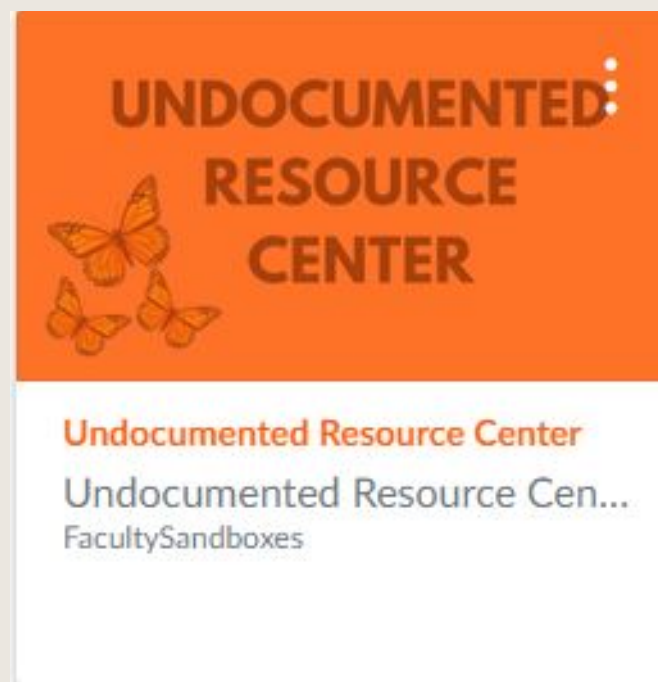 UNDOCUMENTED
RESOURCE
CENTER
Undocumented Resource Center
Undocumented Resource Cen...
FacultySandboxes